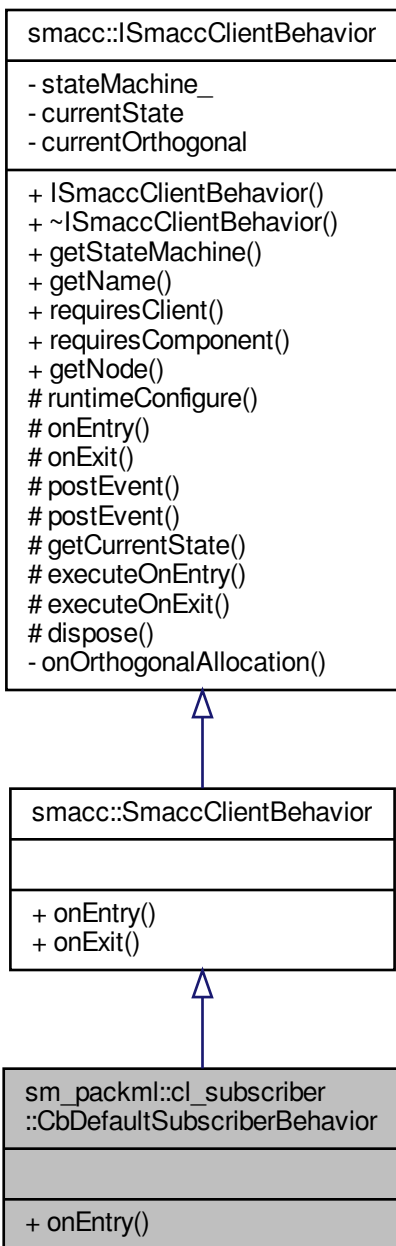 smacc::ISmaccClientBehavior
- stateMachine_
- currentState
- currentOrthogonal
+ ISmaccClientBehavior()
+ ~ISmaccClientBehavior()
+ getStateMachine()
+ getName()
+ requiresClient()
+ requiresComponent()
+ getNode()
# runtimeConfigure()
# onEntry()
# onExit()
# postEvent()
# postEvent()
# getCurrentState()
# executeOnEntry()
# executeOnExit()
# dispose()
- onOrthogonalAllocation()
smacc::SmaccClientBehavior
+ onEntry()
+ onExit()
sm_packml::cl_subscriber
::CbDefaultSubscriberBehavior
+ onEntry()